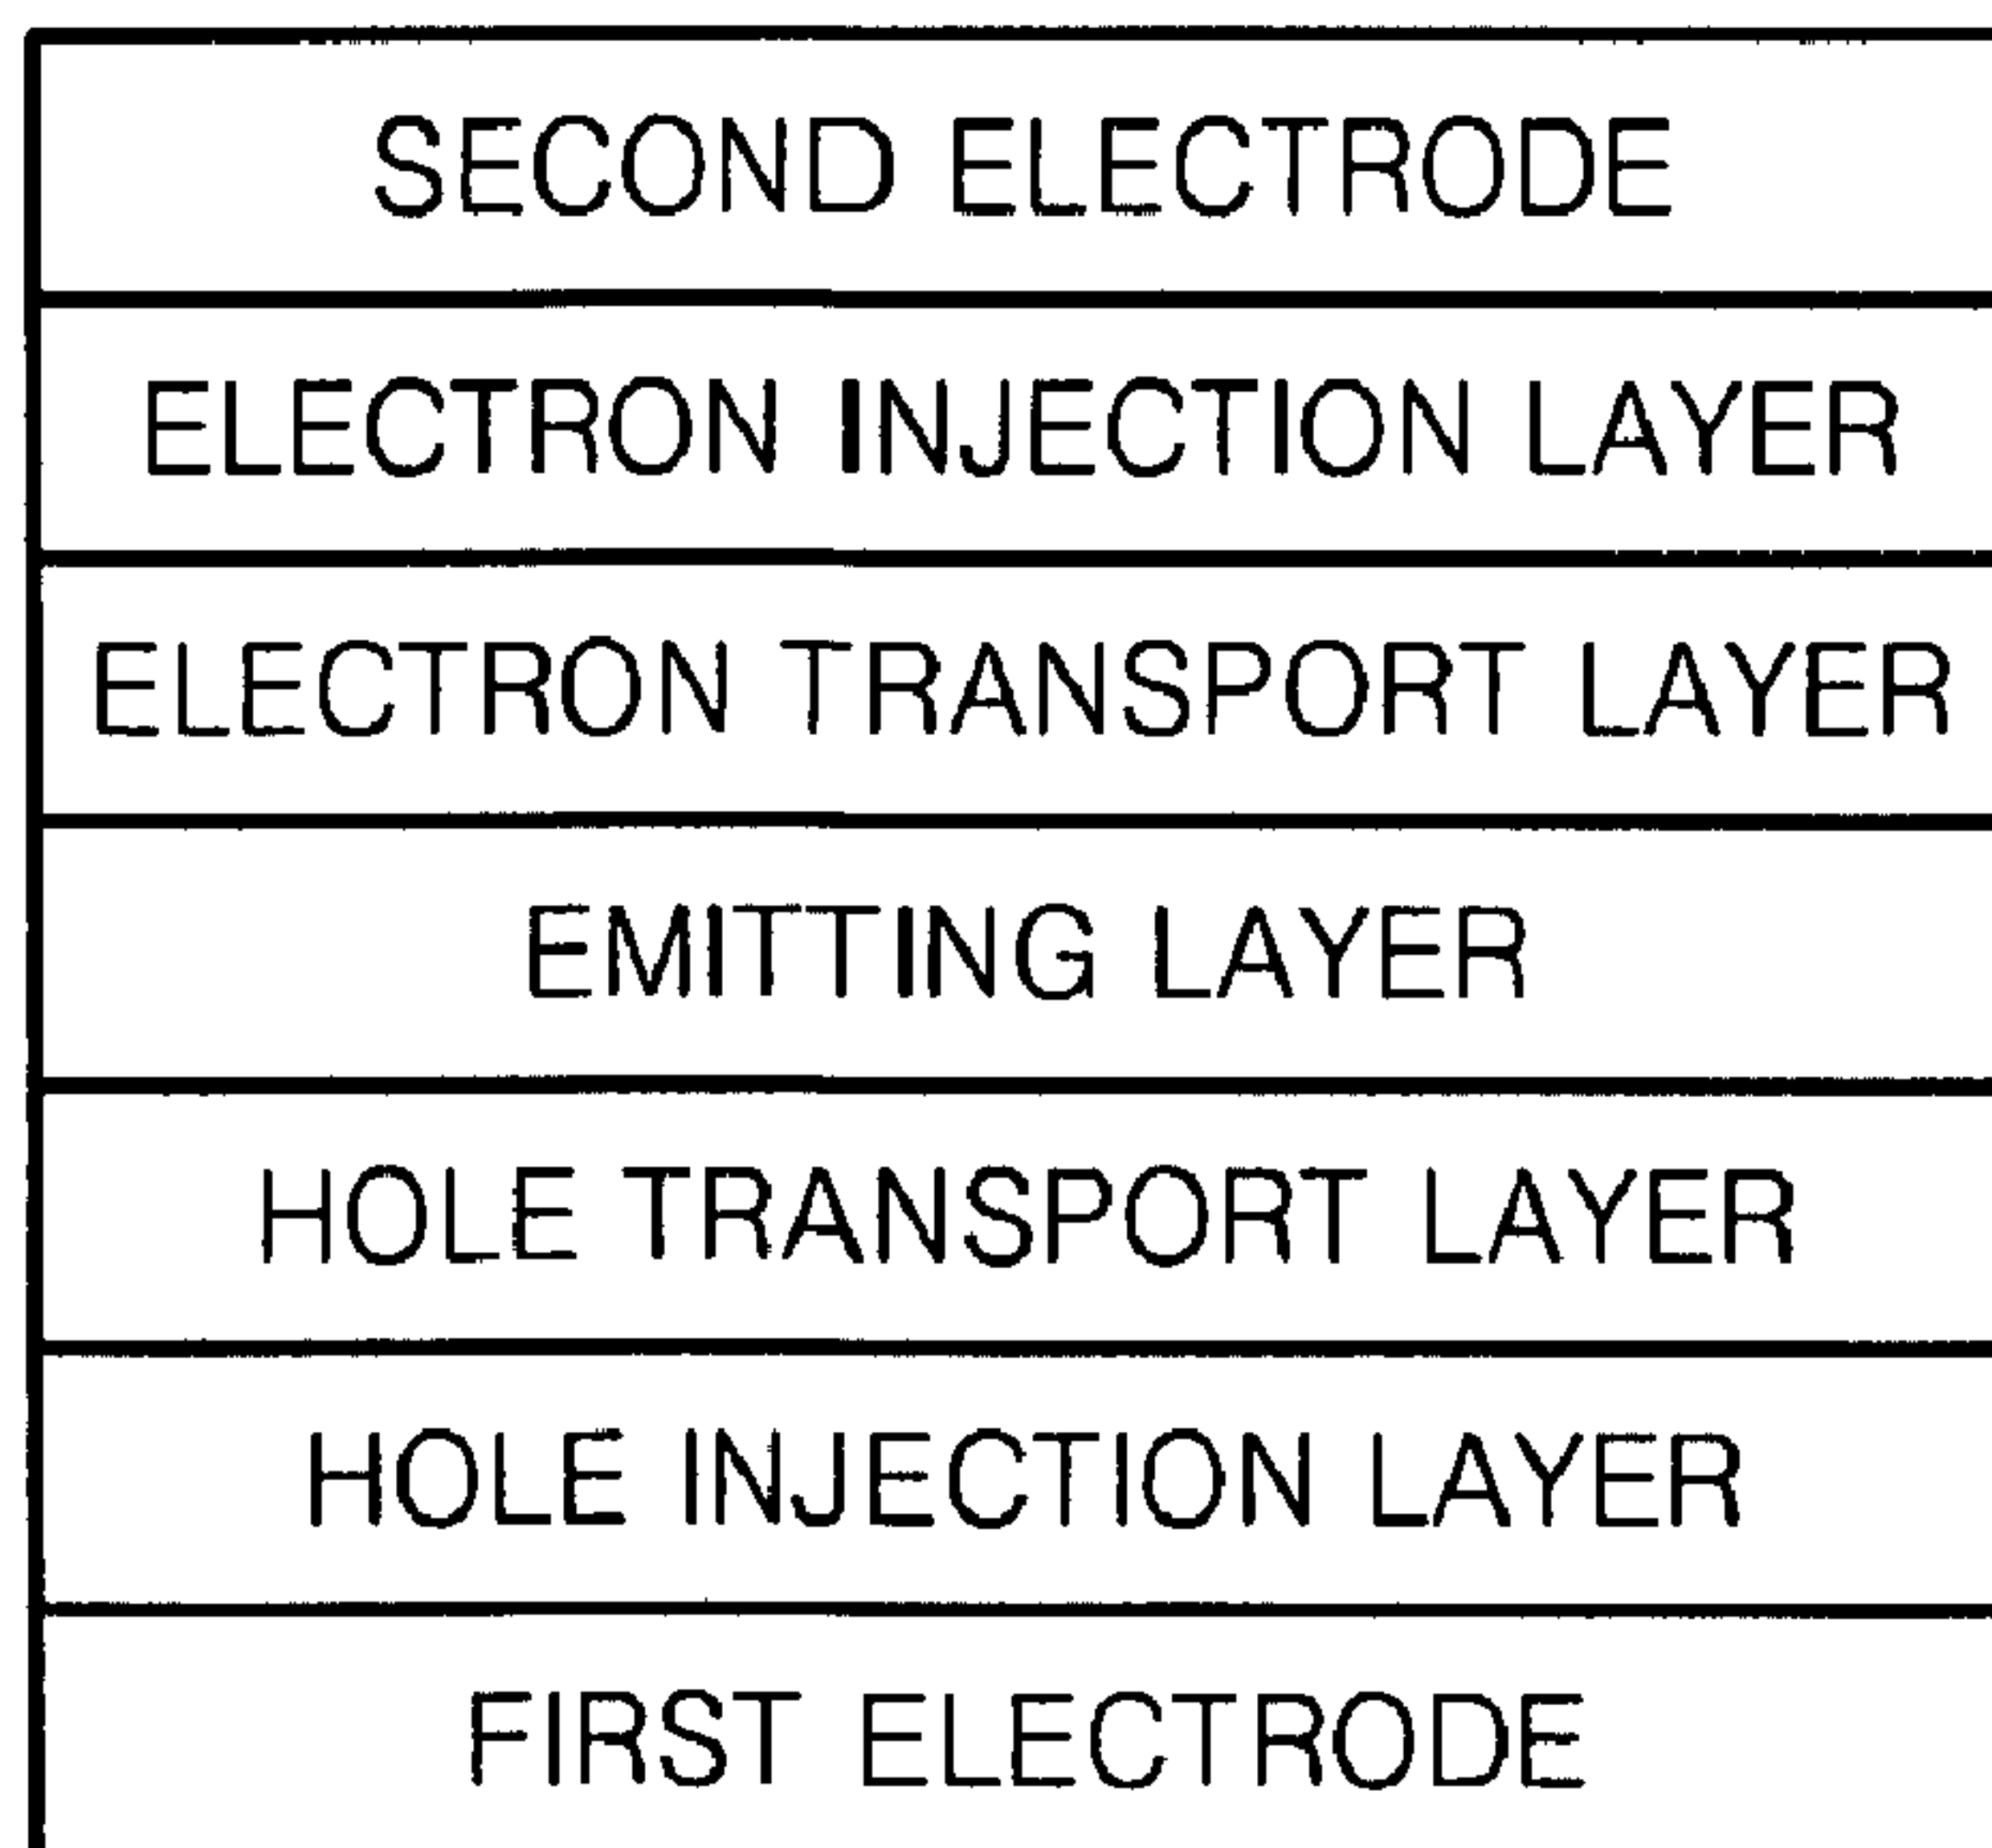 SECOND ELECTRODE
ELECTRON INJECTION LAYER
ELECTRON TRANSPORT LAYER
EMITTING LAYER
HOLE TRANSPORT LAYER
HOLE INJECTION LAYER
FIRST ELECTRODE